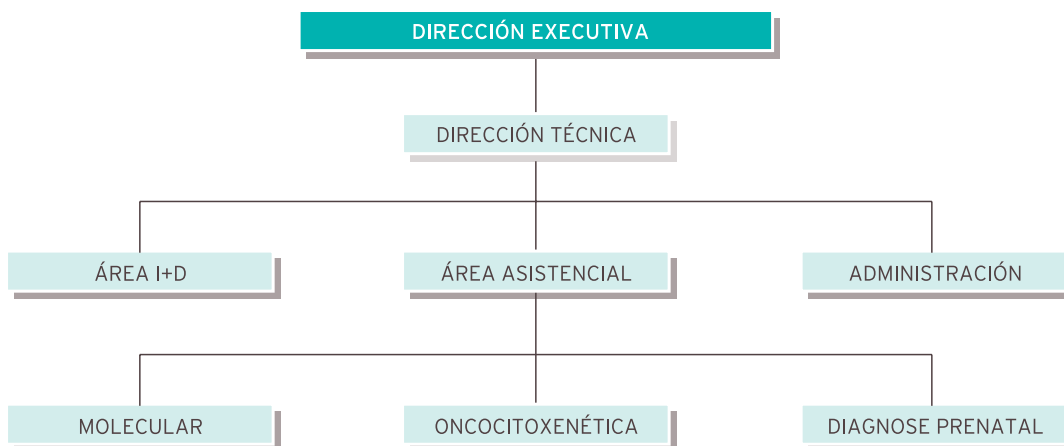 DIRECCIÓN EXECUTIVA
DIRECCIÓN TÉCNICA
ÁREA I+D
ÁREA ASISTENCIAL
ADMINISTRACIÓN
MOLECULAR
ONCOCITOXENÉTICA
DIAGNOSE PRENATAL